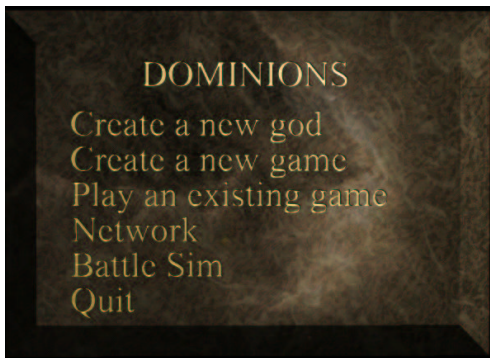 DOMINIONS
Create a new god
Create a new game
Play an existing game
Network
Battle Sim
Quit